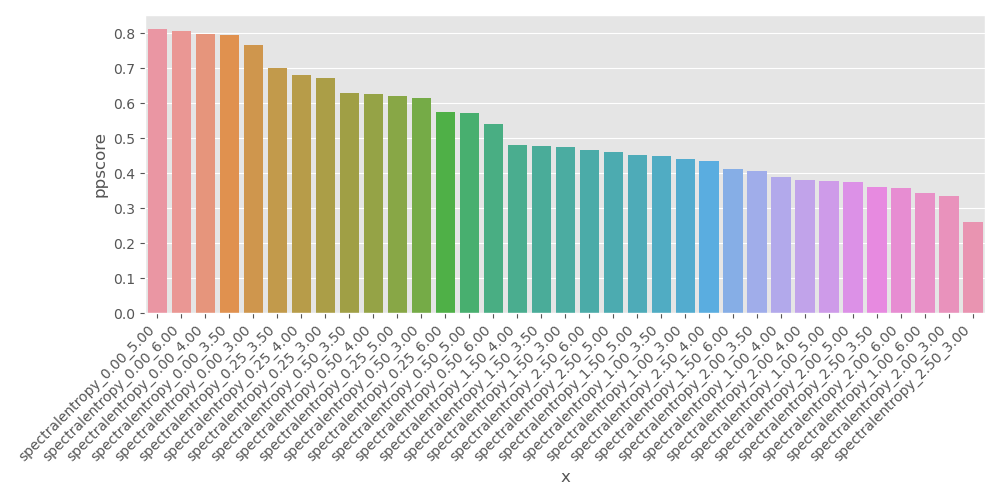 0.8
0.7
0.6
0.5
0.4
0.3
0.2
0.1
0.0
ppscore
spectralentropy_0.00_5.00
spectralentropy_0.00_6.00
spectralentropy_0.00_4.00
spectralentropy_0.00_3.50
spectralentropy_0.00_3.00
spectralentropy_0.25_3.50
spectralentropy_0.25_4.00
spectralentropy_0.25_3.00
spectralentropy_0.50_3.50
spectralentropy_0.50_4.00
spectralentropy_0.25_5.00
spectralentropy_0.50_3.00
spectralentropy_0.25_6.00
spectralentropy_0.50_5.00
spectralentropy_0.50_6.00
spectralentropy_1.50_4.00
spectralentropy_1.50_3.50
spectralentropy_1.50_3.00
spectralentropy_2.50_6.00
spectralentropy_1.50_5.00
spectralentropy_1.00_3.50
spectralentropy_1.00_3.00
spectralentropy_2.50_4.00
spectralentropy_1.50_6.00
spectralentropy_2.00_3.50
spectralentropy_1.00_4.00
spectralentropy_2.00_4.00
spectralentropy_1.00_5.00
spectralentropy_2.00_5.00
spectralentropy_2.50_5.00
spectralentropy_2.50_3.50
spectralentropy_2.00_6.00
spectralentropy_1.00_6.00
spectralentropy_2.00_3.00
spectralentropy_2.50_3.00
x